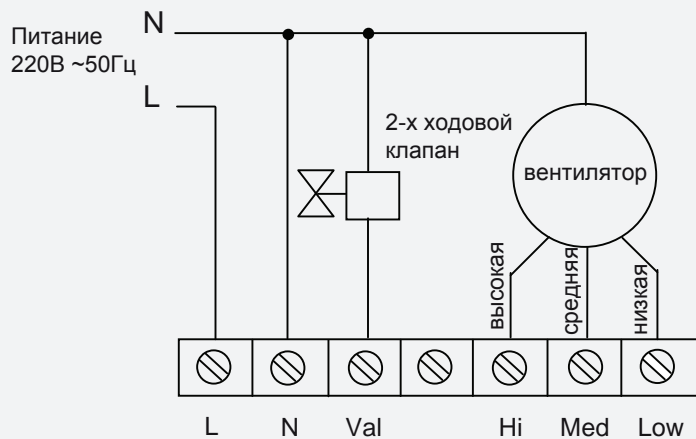 Питание
220В ~50Гц
N
L
2-х ходовой
клапан
вентилятор
высокая
средняя
низкая
L N Val Hi Med Low